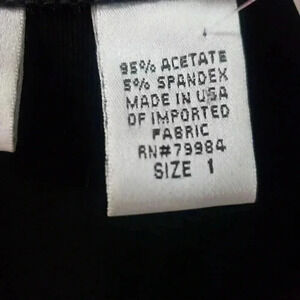 95% ACETATE
5% SPANDEX
MADE IN USA
OF IMPORTED
FABRIC
RN#79984
SIZE 1